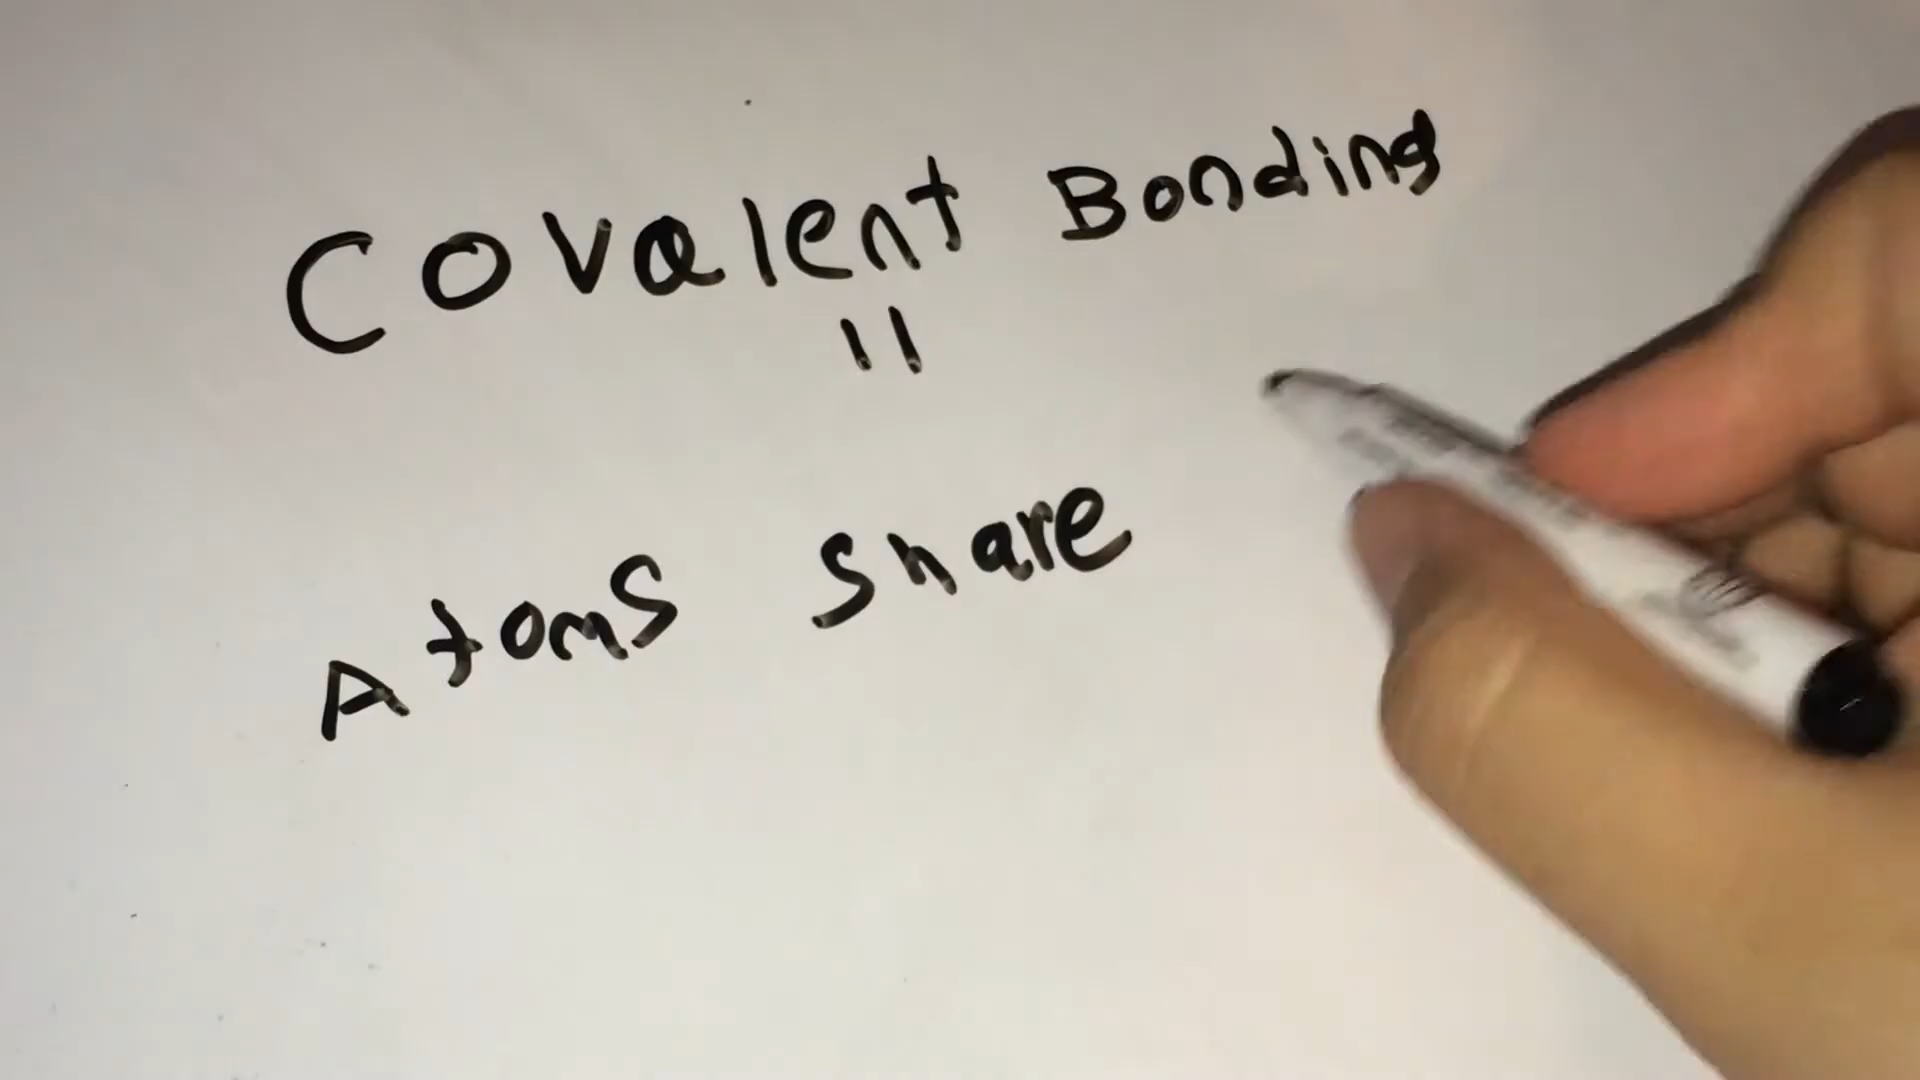 Covalent Bonding
=
Atoms share